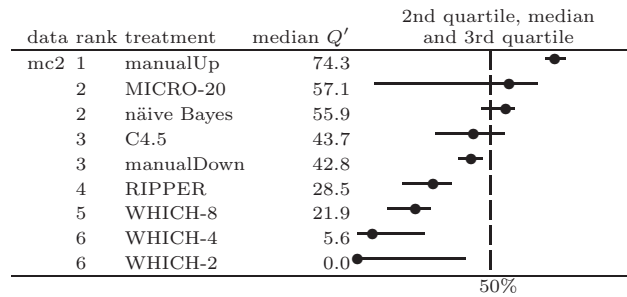 2nd quartile, median
data rank treatment median Q′ and 3rd quartile
mc2 1 manualUp 74.3
2 MICRO-20 57.1
2 näive Bayes 55.9
3 C4.5 43.7
3 manualDown 42.8
4 RIPPER 28.5
5 WHICH-8 21.9
6 WHICH-4 5.6
6 WHICH-2 0.0
50%